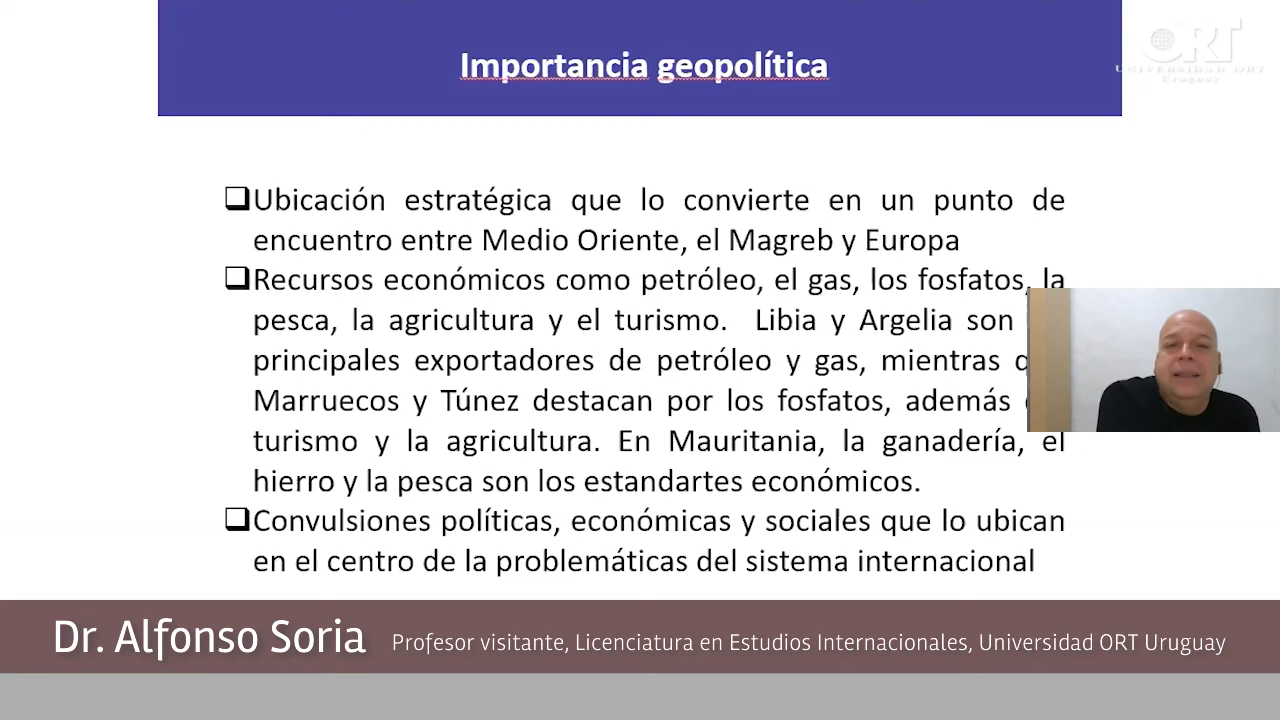 Importancia geopolítica
ORT
UNIVERSIDAD ORT
Uruguay
Ubicación estratégica que lo convierte en un punto de
encuentro entre Medio Oriente, el Magreb y Europa
Recursos económicos como petróleo, el gas, los fosfatos, la
pesca, la agricultura y el turismo. Libia y Argelia son
principales exportadores de petróleo y gas, mientras
Marruecos y Túnez destacan por los fosfatos, además
turismo y la agricultura. En Mauritania, la ganadería, el
hierro y la pesca son los estandartes económicos.
Convulsiones políticas, económicas y sociales que lo ubican
en el centro de la problemáticas del sistema internacional
Dr. Alfonso Soria Profesor visitante, Licenciatura en Estudios Internacionales, Universidad ORT Uruguay